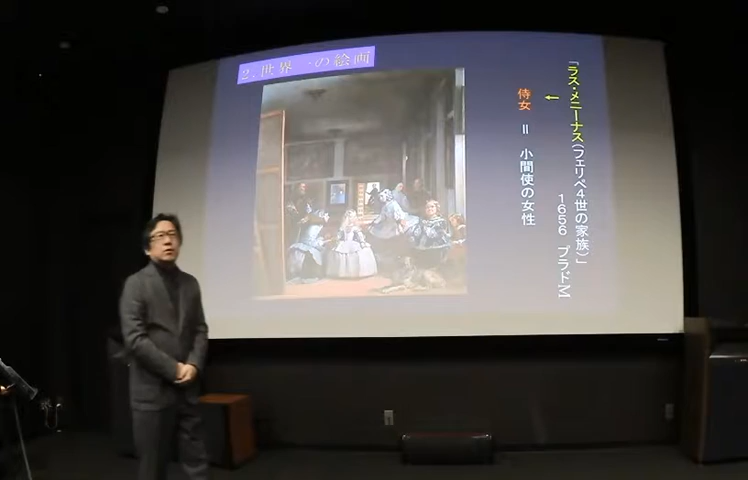 2.世界一の絵画
「ラス・メニーナス(フェリペ4世の家族)」
1656 プラドM
侍女 = 小間使の女性